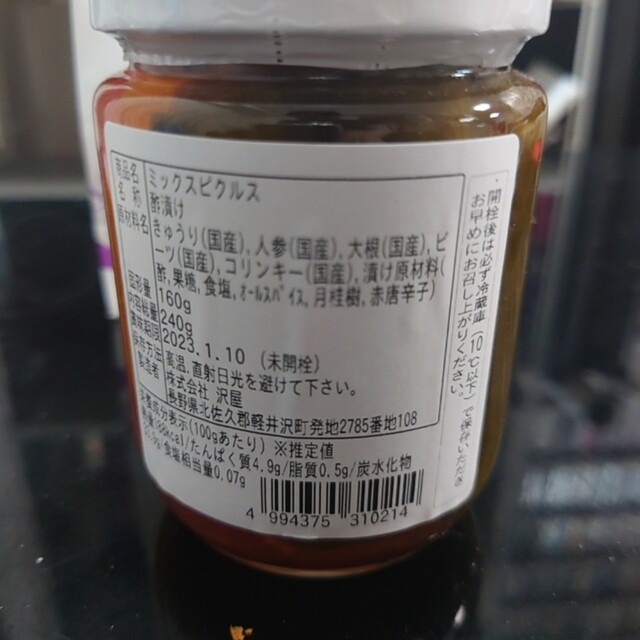 商品名 ミックスピクルス
名 称 酢漬け
原材料名 きゅうり(国産),人参(国産),大根(国産),ビ
ーツ(国産),コリンキー(国産),漬け原材料(
酢,果糖,食塩,オールスパイス,月桂樹,赤唐辛子)
固形量 160g
内容総量 240g
賞味期限 2023.1.10 (未開栓)
保存方法 高温,直射日光を避けて下さい。
製造者 株式会社 沢屋
長野県北佐久郡軽井沢町発地2785番地108
栄養成分表示(100gあたり) ※推定値
/たんぱく質4.9g/脂質0.5g/炭水化物
食塩相当量0.07g
4 994375 310214
・開栓後は必ず冷蔵庫(10℃以下)で保存いただき
お早めにお召し上がりください。